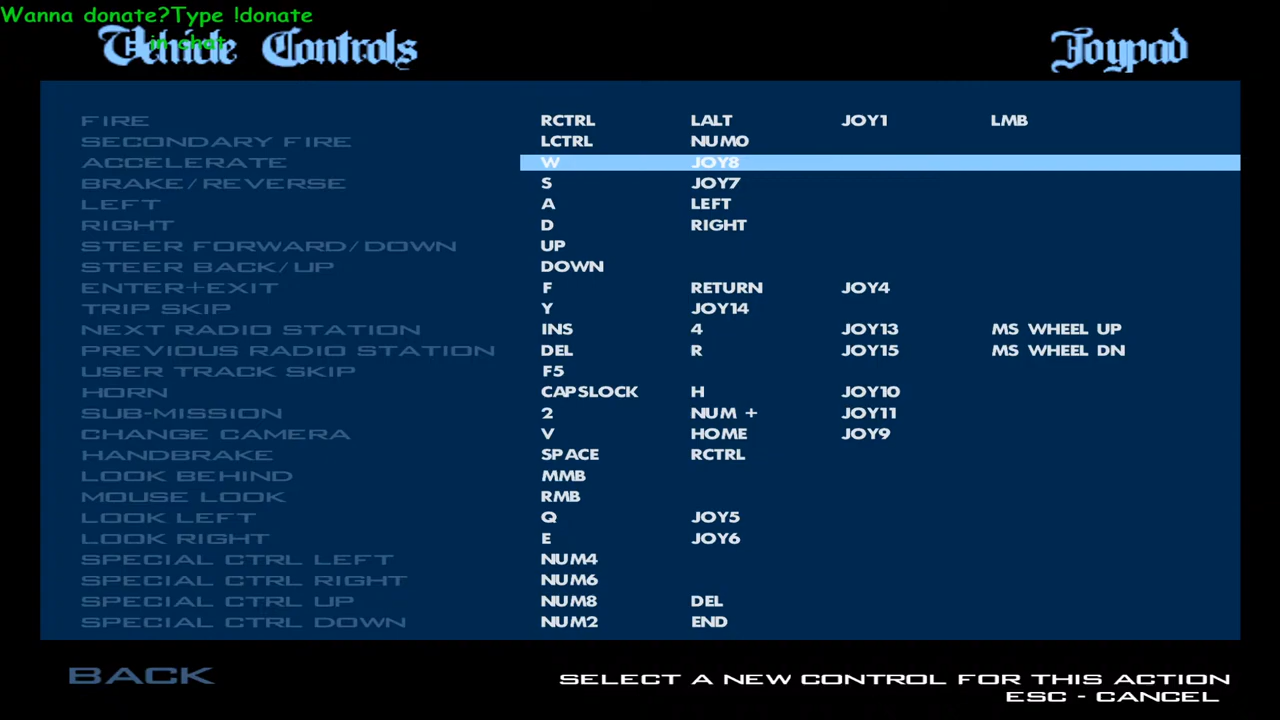 Wanna donate?Type !donate
in chat
Vehicle Controls Joypad
FIRE RCTRL LALT JOY1 LMB
SECONDARY FIRE LCTRL NUM0
ACCELERATE W JOY8
BRAKE/REVERSE S JOY7
LEFT A LEFT
RIGHT D RIGHT
STEER FORWARD/DOWN UP
STEER BACK/UP DOWN
ENTER+EXIT F RETURN JOY4
TRIP SKIP Y JOY14
NEXT RADIO STATION INS 4 JOY13 MS WHEEL UP
PREVIOUS RADIO STATION DEL R JOY15 MS WHEEL DN
USER TRACK SKIP F5
HORN CAPSLOCK H JOY10
SUB-MISSION 2 NUM + JOY11
CHANGE CAMERA V HOME JOY9
HANDBRAKE SPACE RCTRL
LOOK BEHIND MMB
MOUSE LOOK RMB
LOOK LEFT Q JOY5
LOOK RIGHT E JOY6
SPECIAL CTRL LEFT NUM4
SPECIAL CTRL RIGHT NUM6
SPECIAL CTRL UP NUM8 DEL
SPECIAL CTRL DOWN NUM2 END
BACK SELECT A NEW CONTROL FOR THIS ACTION
ESC - CANCEL